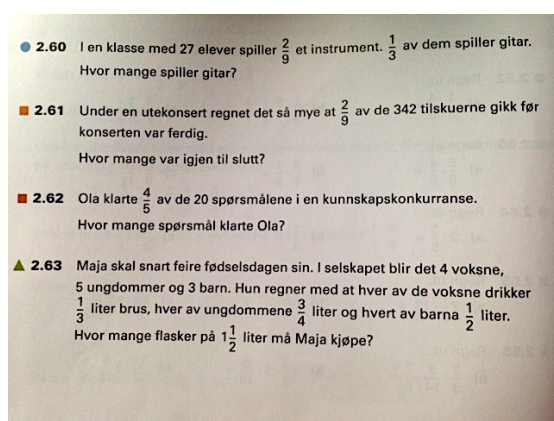 2.60 I en klasse med 27 elever spiller 2/9 et instrument. 1/3 av dem spiller gitar.
Hvor mange spiller gitar?
2.61 Under en utekonsert regnet det så mye at 2/9 av de 342 tilskuerne gikk før
konserten var ferdig.
Hvor mange var igjen til slutt?
2.62 Ola klarte 4/5 av de 20 spørsmålene i en kunnskapskonkurranse.
Hvor mange spørsmål klarte Ola?
2.63 Maja skal snart feire fødselsdagen sin. I selskapet blir det 4 voksne,
5 ungdommer og 3 barn. Hun regner med at hver av de voksne drikker
1/3 liter brus, hver av ungdommene 3/4 liter og hvert av barna 1/2 liter.
Hvor mange flasker på 1 1/2 liter må Maja kjøpe?